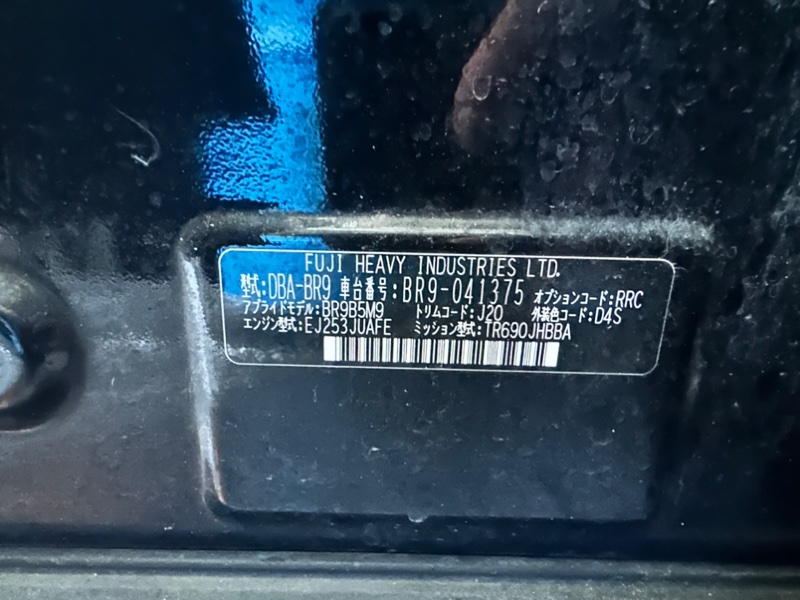 FUJI HEAVY INDUSTRIES LTD.
型式:DBA-BR9 車台番号:BR9-041375 オプションコード:RRC
アプライドモデル:BR9B5M9 トリムコード:J20 外装色コード:D4S
エンジン型式:EJ253JUAFE ミッション型式:TR690JHBBA